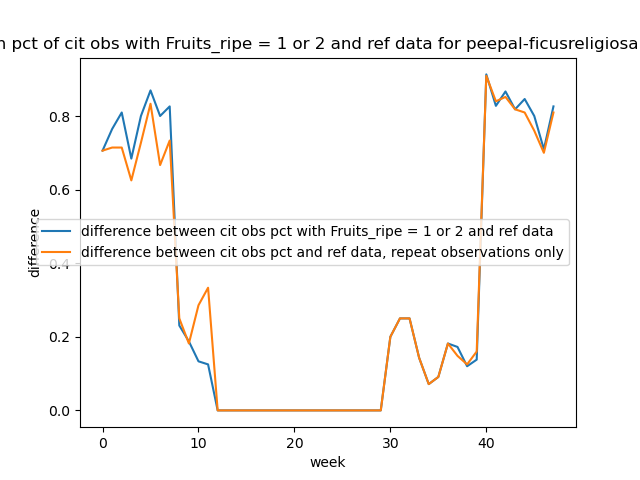 pct of cit obs with Fruits_ripe = 1 or 2 and ref data for peepal-ficusreligiosa
difference
0.8
0.6
0.4
0.2
0.0
difference between cit obs pct with Fruits_ripe = 1 or 2 and ref data
difference between cit obs pct and ref data, repeat observations only
0 10 20 30 40
week